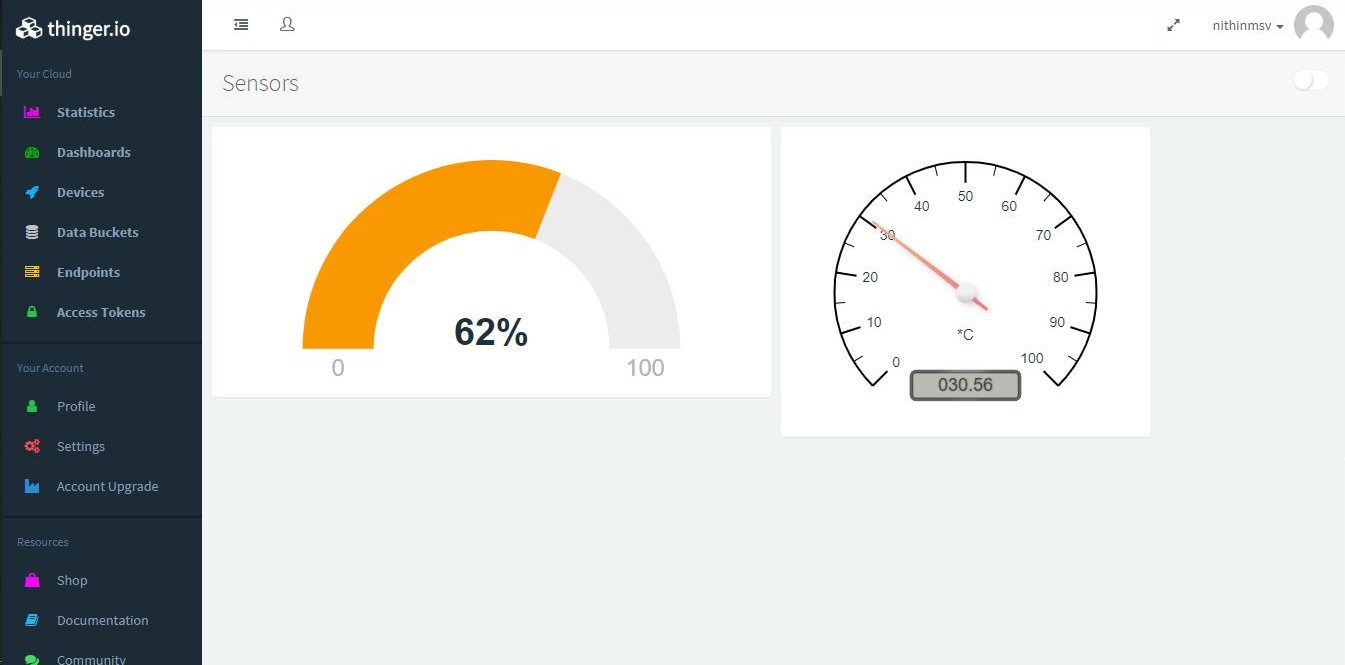 thinger.io
nithinmsv
Your Cloud
Statistics
Dashboards
Devices
Data Buckets
Endpoints
Access Tokens
Your Account
Profile
Settings
Account Upgrade
Resources
Shop
Documentation
Community
Sensors
62%
0
100
0
10
20
30
40
50
60
70
80
90
100
*C
030.56